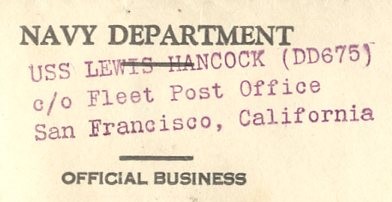 NAVY DEPARTMENT
USS LEWIS HANCOCK (DD675)
c/o Fleet Post Office
San Francisco, California
OFFICIAL BUSINESS